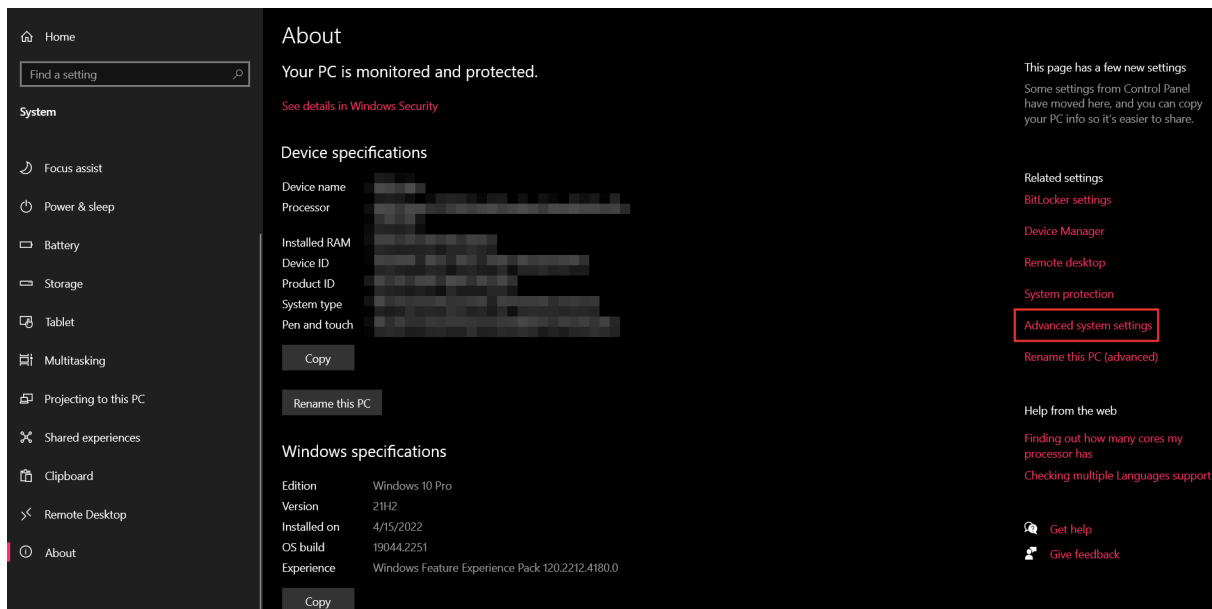 Home
Find a setting
System
Focus assist
Power & sleep
Battery
Storage
Tablet
Multitasking
Projecting to this PC
Shared experiences
Clipboard
Remote Desktop
About
About
Your PC is monitored and protected.
See details in Windows Security
Device specifications
Device name
Processor
Installed RAM
Device ID
Product ID
System type
Pen and touch
Copy
Rename this PC
Windows specifications
Edition Windows 10 Pro
Version 21H2
Installed on 4/15/2022
OS build 19044.2251
Experience Windows Feature Experience Pack 120.2212.4180.0
Copy
This page has a few new settings
Some settings from Control Panel
have moved here, and you can copy
your PC info so it's easier to share.
Related settings
BitLocker settings
Device Manager
Remote desktop
System protection
Advanced system settings
Rename this PC (advanced)
Help from the web
Finding out how many cores my
processor has
Checking multiple Languages support
Get help
Give feedback